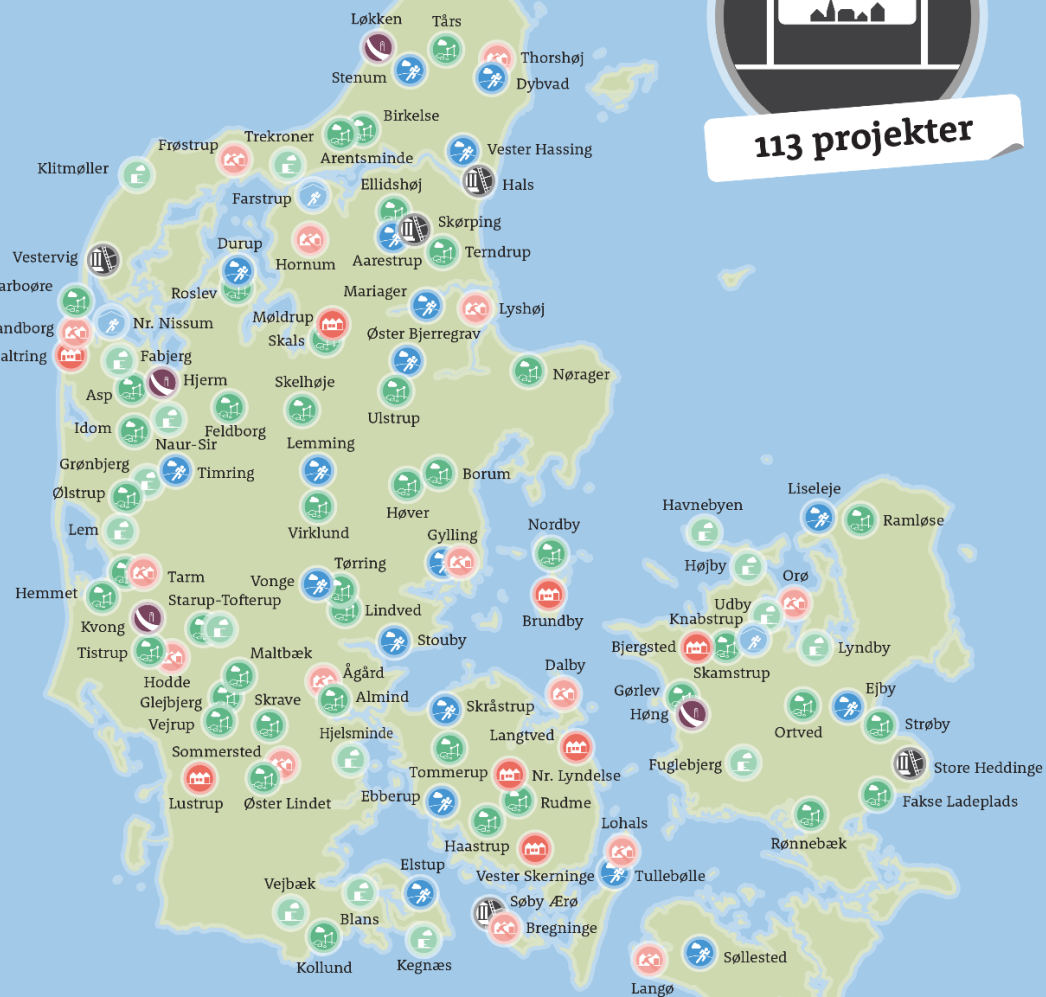 Løkken
Tårs
Thorshøj
Stenum
Dybvad
113 projekter
Birkelse
Trekroner
Frøstrup
Arentsminde
Vester Hassing
Klitmøller
Hals
Ellidshøj
Farstrup
Skørping
Durup
Vestervig
Hornum
Aarestrup
Terndrup
arboøre
Roslev
Mariager
Lyshøj
andborg
Nr. Nissum
Møldrup
Skals
Øster Bjerregrav
altring
Fabjerg
Hjerm
Nørager
Asp
Skelhøje
Ulstrup
Idom
Feldborg
Naur-Sir
Lemming
Grønbjerg
Timring
Borum
Ølstrup
Høver
Liseleje
Havnebyen
Ramløse
Lem
Virklund
Nordby
Gylling
Højby
Tarm
Tørring
Vonge
Orø
Hemmet
Starup-Tofterup
Lindved
Udby
Knabstrup
Kvong
Brundby
Stouby
Bjergsted
Lyndby
Tistrup
Maltbæk
Skamstrup
Hodde
Ågård
Dalby
Gørlev
Ejby
Glejbjerg
Skrave
Almind
Skråstrup
Høng
Vejrup
Hjelsminde
Langtved
Ortved
Strøby
Sommersted
Tommerup
Nr. Lyndelse
Fuglebjerg
Store Heddinge
Lustrup
Øster Lindet
Ebberup
Rudme
Fakse Ladeplads
Lohals
Haastrup
Rønnebæk
Elstup
Vester Skerninge
Tullebølle
Vejbæk
Søby Ærø
Blans
Bregninge
Kollund
Kegnæs
Søllested
Langø